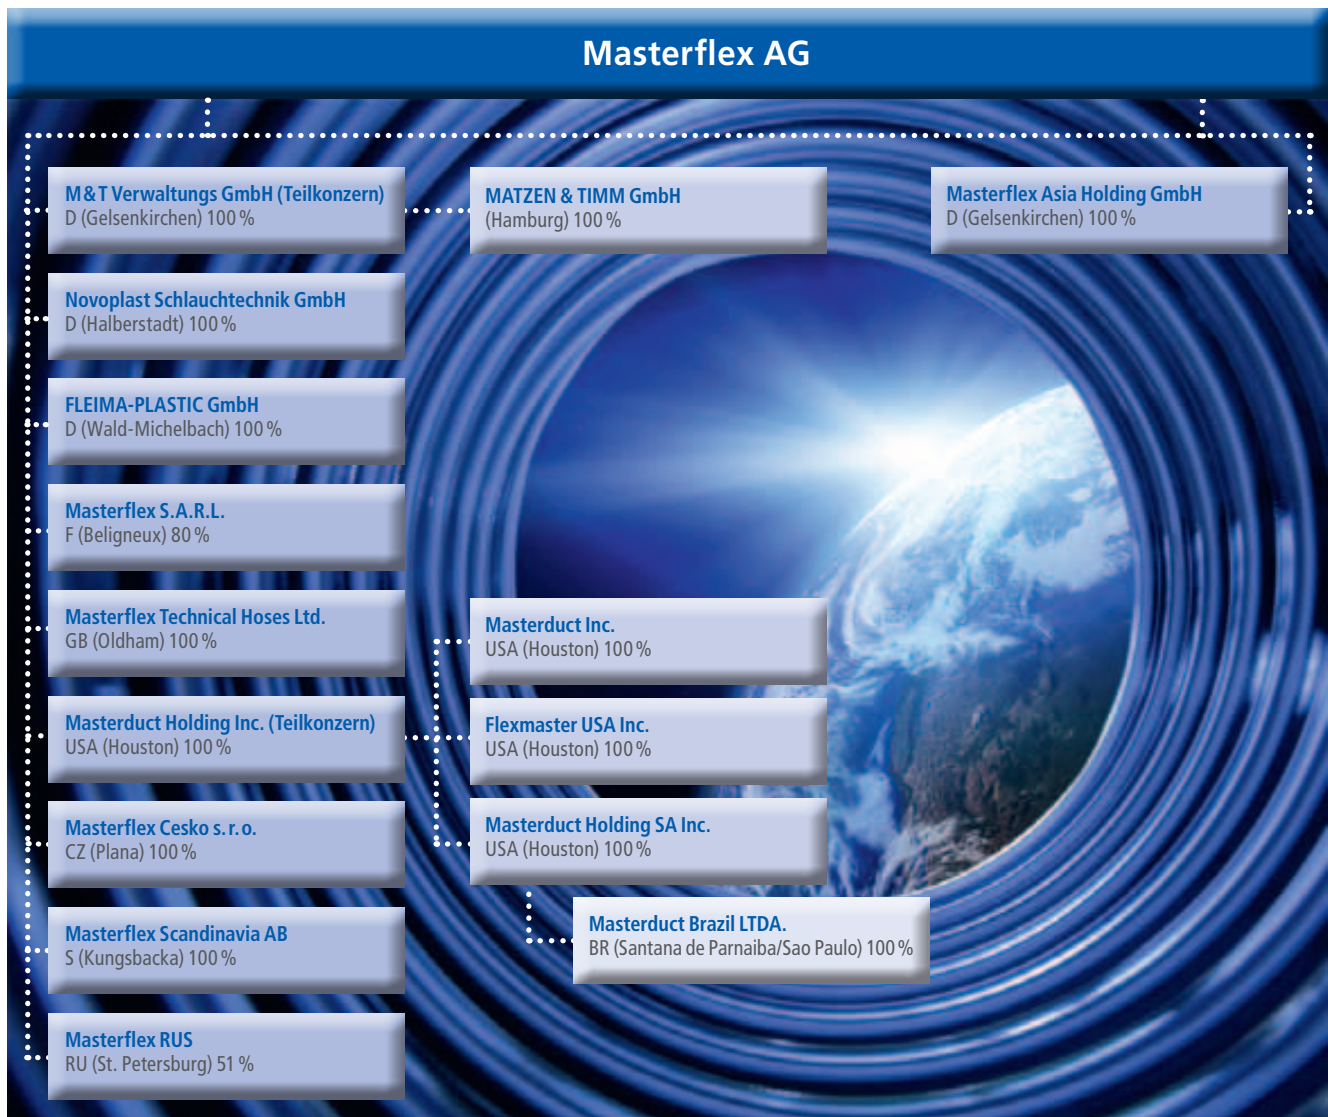 Masterflex AG
M & T Verwaltungs GmbH (Teilkonzern)
D (Gelsenkirchen) 100 %
MATZEN & TIMM GmbH
(Hamburg) 100 %
Masterflex Asia Holding GmbH
D (Gelsenkirchen) 100 %
Novoplast Schlauchtechnik GmbH
D (Halberstadt) 100 %
FLEIMA-PLASTIC GmbH
D (Wald-Michelbach) 100 %
Masterflex S.A.R.L.
F (Beligneux) 80 %
Masterflex Technical Hoses Ltd.
GB (Oldham) 100 %
Masterduct Holding Inc. (Teilkonzern)
USA (Houston) 100 %
Masterduct Inc.
USA (Houston) 100 %
Flexmaster USA Inc.
USA (Houston) 100 %
Masterduct Holding SA Inc.
USA (Houston) 100 %
Masterduct Brazil LTDA.
BR (Santana de Parnaiba/Sao Paulo) 100 %
Masterflex Cesko s. r. o.
CZ (Plana) 100 %
Masterflex Scandinavia AB
S (Kungsbacka) 100 %
Masterflex RUS
RU (St. Petersburg) 51 %